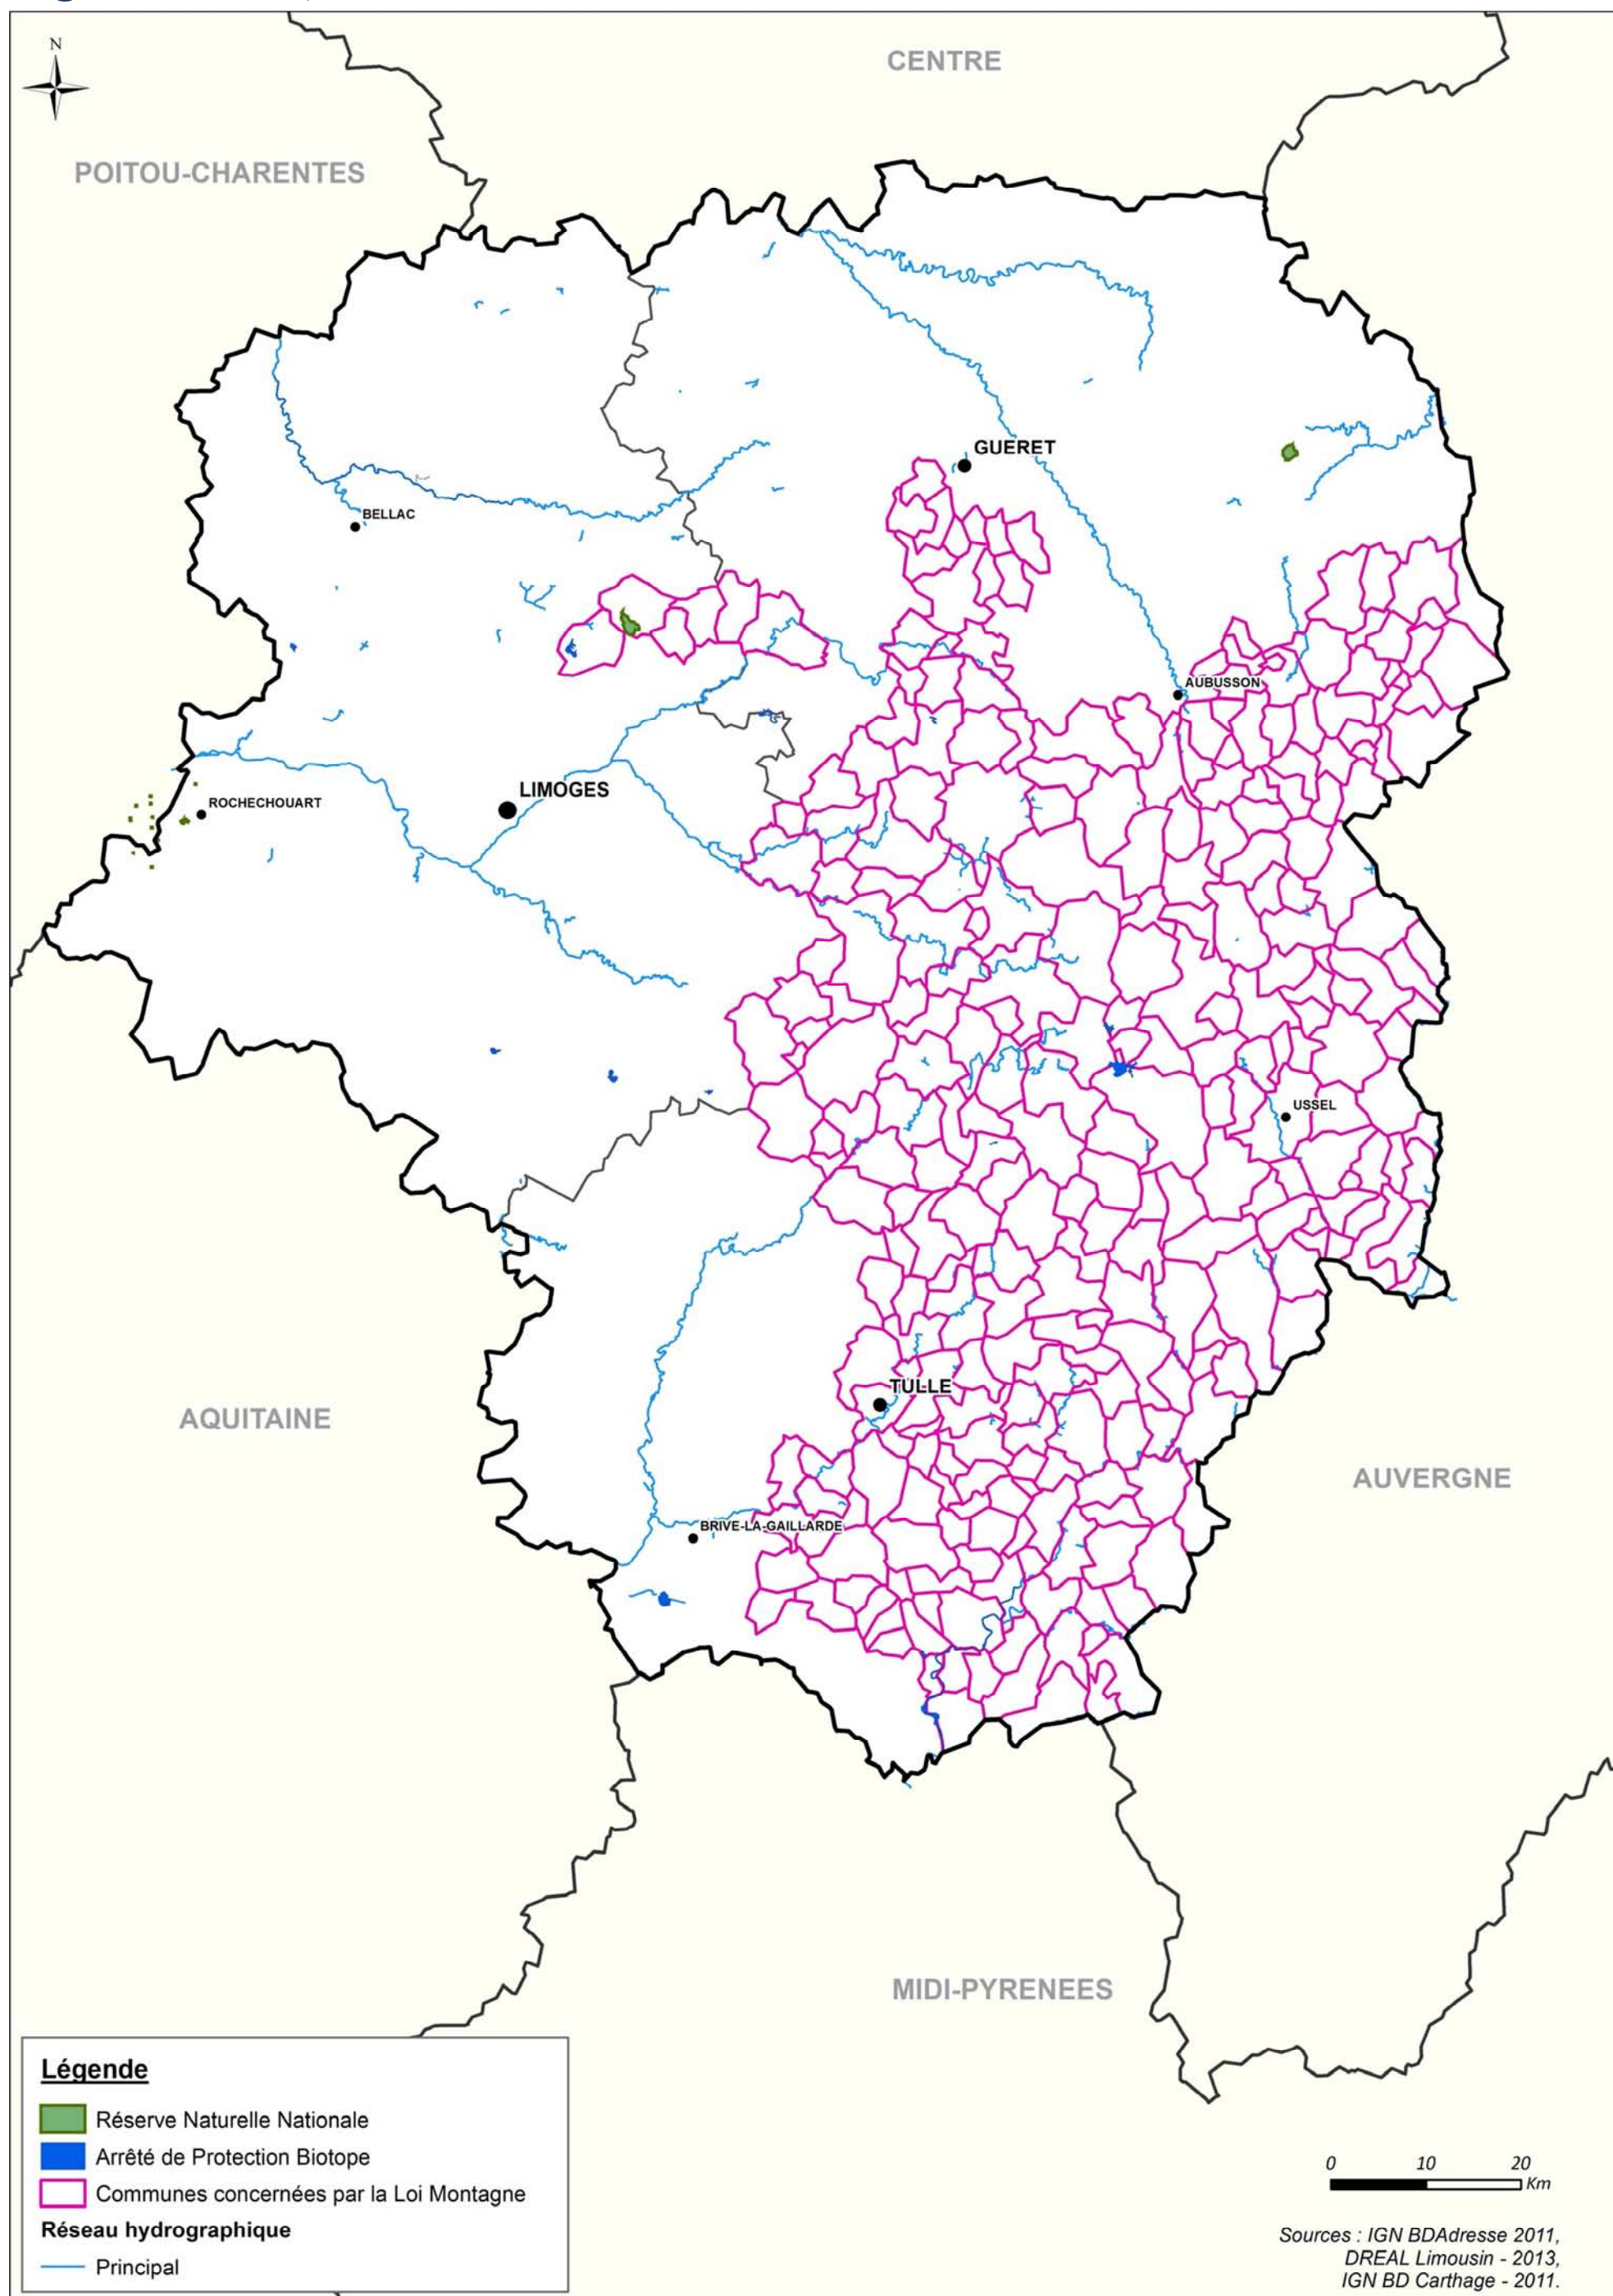 N
CENTRE
POITOU-CHARENTES
GUERET
BELLAC
AUBUSSON
LIMOGES
ROCHECHOUART
USSEL
TULLE
AQUITAINE
AUVERGNE
BRIVE-LA-GAILLARDE
MIDI-PYRENEES
Légende
Réserve Naturelle Nationale
Arrêté de Protection Biotope
Communes concernées par la Loi Montagne
Réseau hydrographique
Principal
0 10 20
Km
Sources : IGN BDAdresse 2011,
DREAL Limousin - 2013,
IGN BD Carthage - 2011.